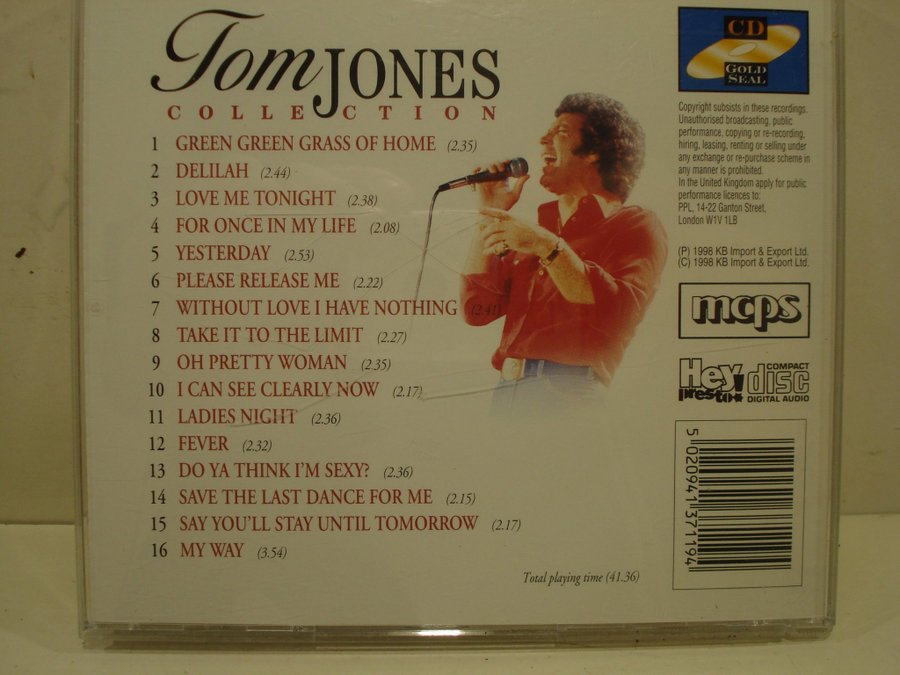 Tom JONES
COLLECTION
1 GREEN GREEN GRASS OF HOME (2.35)
2 DELILAH (2.44)
3 LOVE ME TONIGHT (2.38)
4 FOR ONCE IN MY LIFE (2.08)
5 YESTERDAY (2.53)
6 PLEASE RELEASE ME (2.22)
7 WITHOUT LOVE I HAVE NOTHING (2.41)
8 TAKE IT TO THE LIMIT (2.27)
9 OH PRETTY WOMAN (2.35)
10 I CAN SEE CLEARLY NOW (2.17)
11 LADIES NIGHT (2.36)
12 FEVER (2.32)
13 DO YA THINK I'M SEXY? (2.36)
14 SAVE THE LAST DANCE FOR ME (2.15)
15 SAY YOU'LL STAY UNTIL TOMORROW (2.17)
16 MY WAY (3.54)
Total playing time (41.36)
CD
GOLD
SEAL
Copyright subsists in these recordings.
Unauthorised broadcasting, public
performance, copying or re-recording,
hiring, leasing, renting or selling under
any exchange or re-purchase scheme in
any manner is prohibited.
In the United Kingdom apply for public
performance licences to:
PPL, 14-22 Ganton Street,
London W1V 1LB
(P) 1998 KB Import & Export Ltd.
(C) 1998 KB Import & Export Ltd.
mcps
Hey
presto!
COMPACT
disc
DIGITAL AUDIO
5 020941 371194